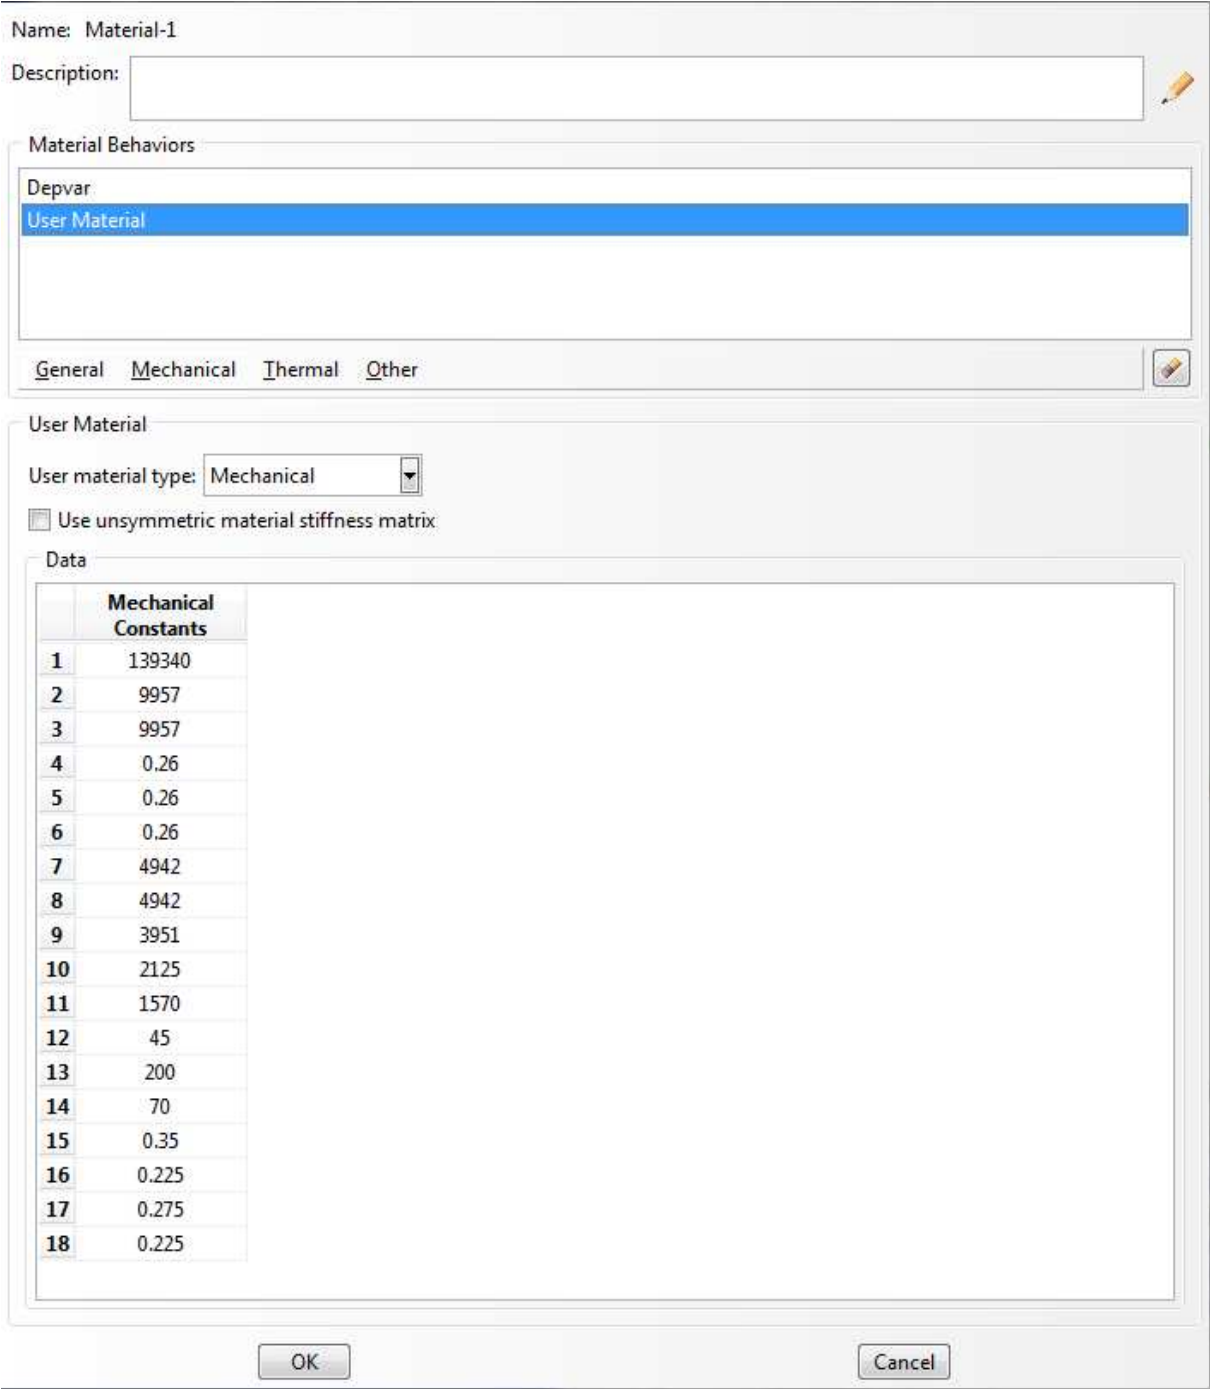 Name: Material-1
Description:
Material Behaviors
Depvar
User Material
General Mechanical Thermal Other
User Material
User material type: Mechanical
Use unsymmetric material stiffness matrix
Data
Mechanical
Constants
1 139340
2 9957
3 9957
4 0.26
5 0.26
6 0.26
7 4942
8 4942
9 3951
10 2125
11 1570
12 45
13 200
14 70
15 0.35
16 0.225
17 0.275
18 0.225
OK Cancel